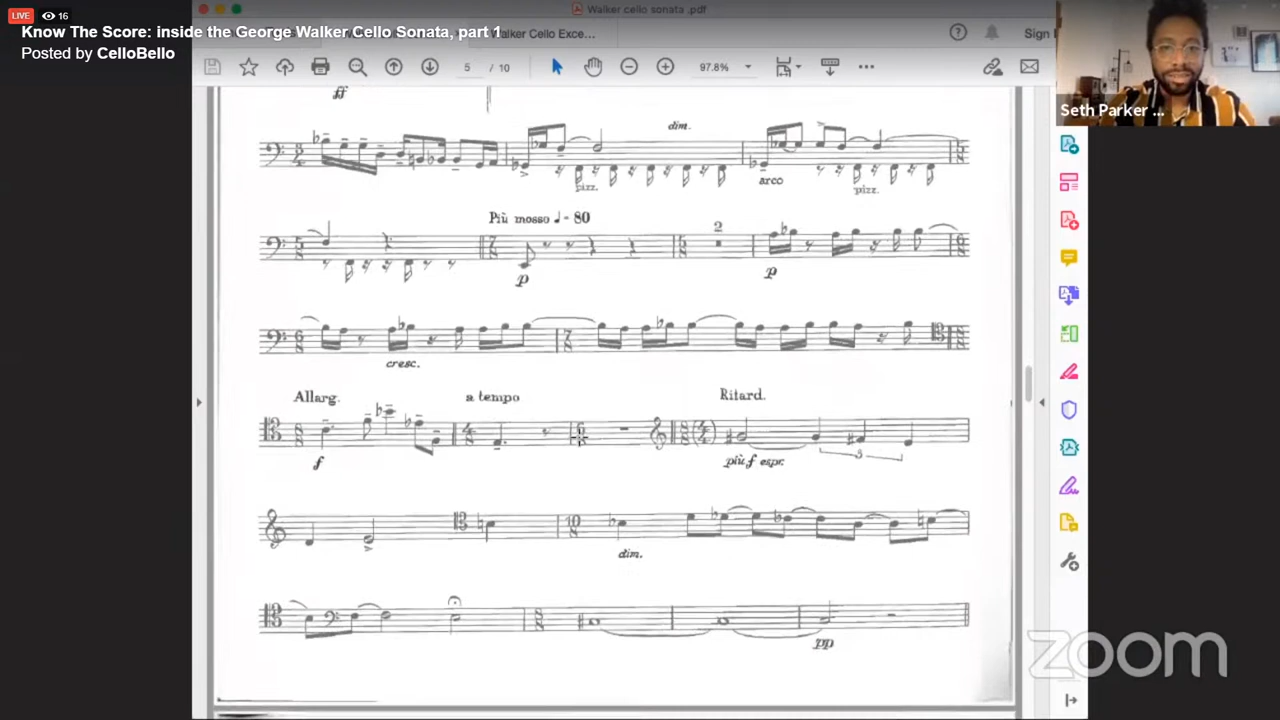 LIVE 16
Know The Score: inside the George Walker Cello Sonata, part 1
Posted by CelloBello
Walker cello sonata .pdf
Walker Cello Exce...
Sign
5 / 10
97.8%
Seth Parker ...
ff
dim.
pizz.
arco
pizz.
Più mosso ♩ = 80
2
p
p
cresc.
Allarg.
a tempo
Ritard.
f
più f espr.
3
dim.
pp
zoom